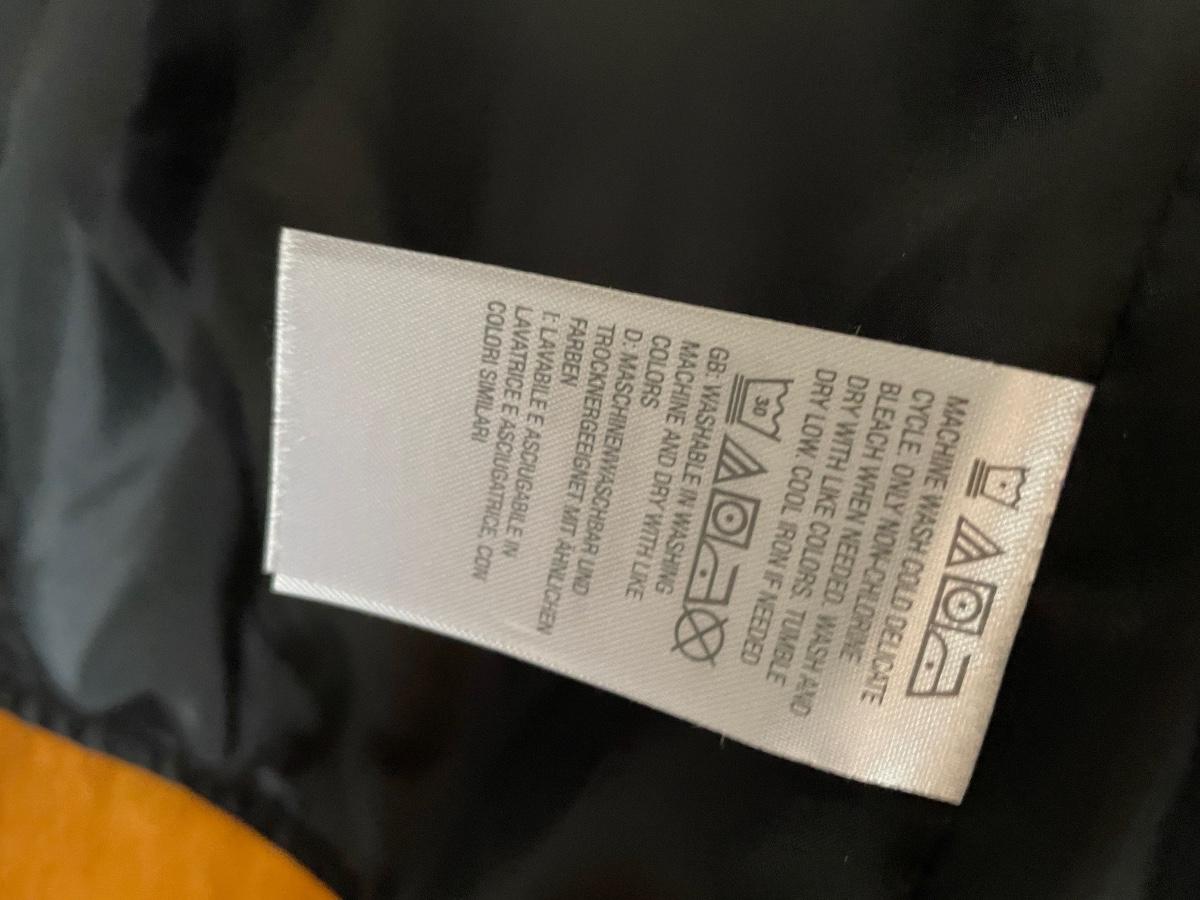 MACHINE WASH COLD DELICATE
CYCLE. ONLY NON-CHLORINE
BLEACH WHEN NEEDED. WASH AND
DRY WITH LIKE COLORS. TUMBLE
DRY LOW. COOL IRON IF NEEDED
30
GB: WASHABLE IN WASHING
MACHINE AND DRY WITH LIKE
COLORS
D: MASCHINENWASCHBAR UND
TROCKNERGEEIGNET MIT ÄHNLICHEN
FARBEN
I: LAVABILE E ASCIUGABILE IN
LAVATRICE E ASCIUGATRICE, CON
COLORI SIMILARI